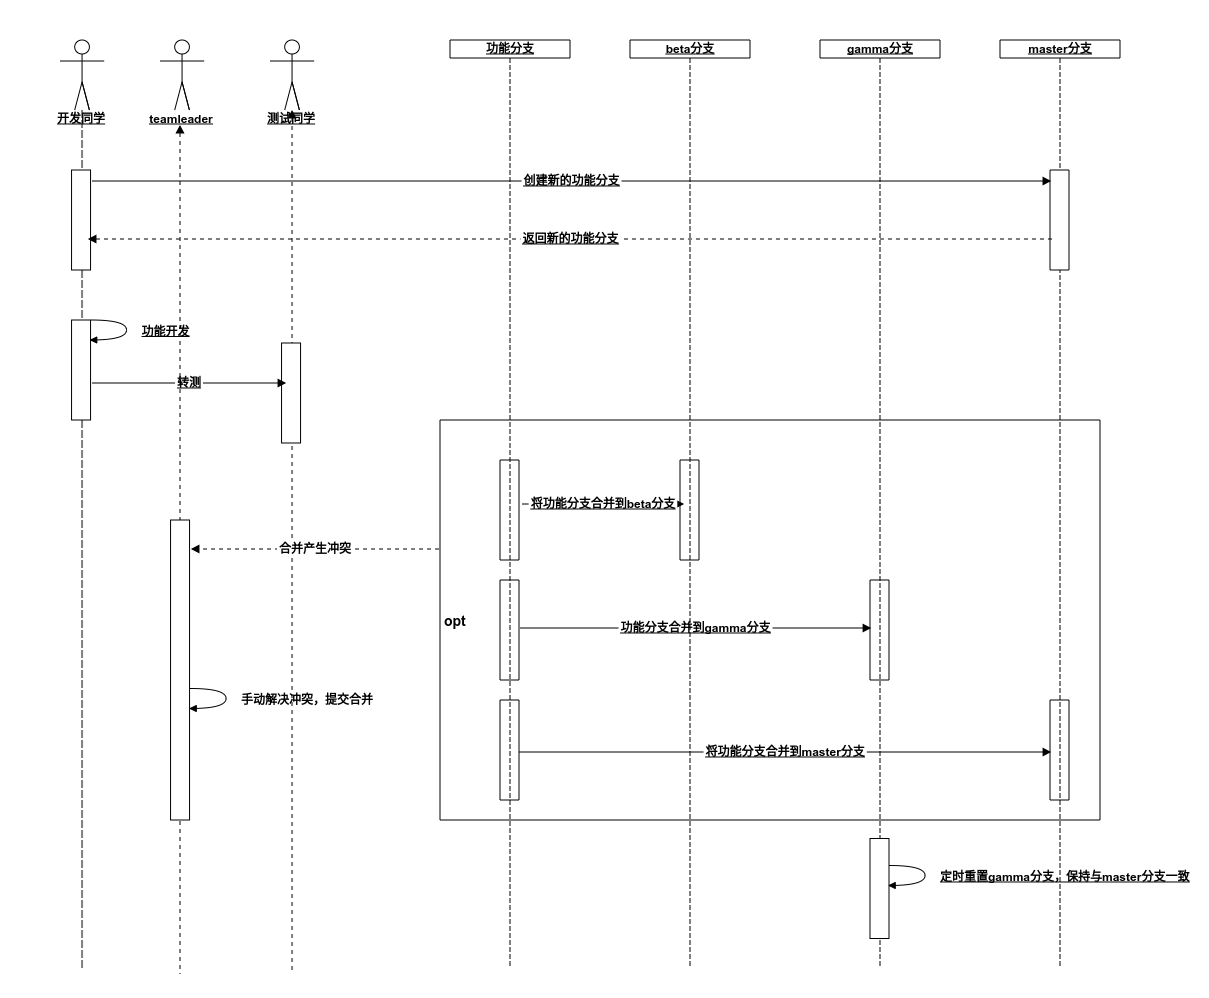 开发同学
teamleader
测试同学
功能分支
beta分支
gamma分支
master分支
创建新的功能分支
返回新的功能分支
功能开发
转测
将功能分支合并到beta分支
合并产生冲突
opt
功能分支合并到gamma分支
手动解决冲突，提交合并
将功能分支合并到master分支
定时重置gamma分支，保持与master分支一致